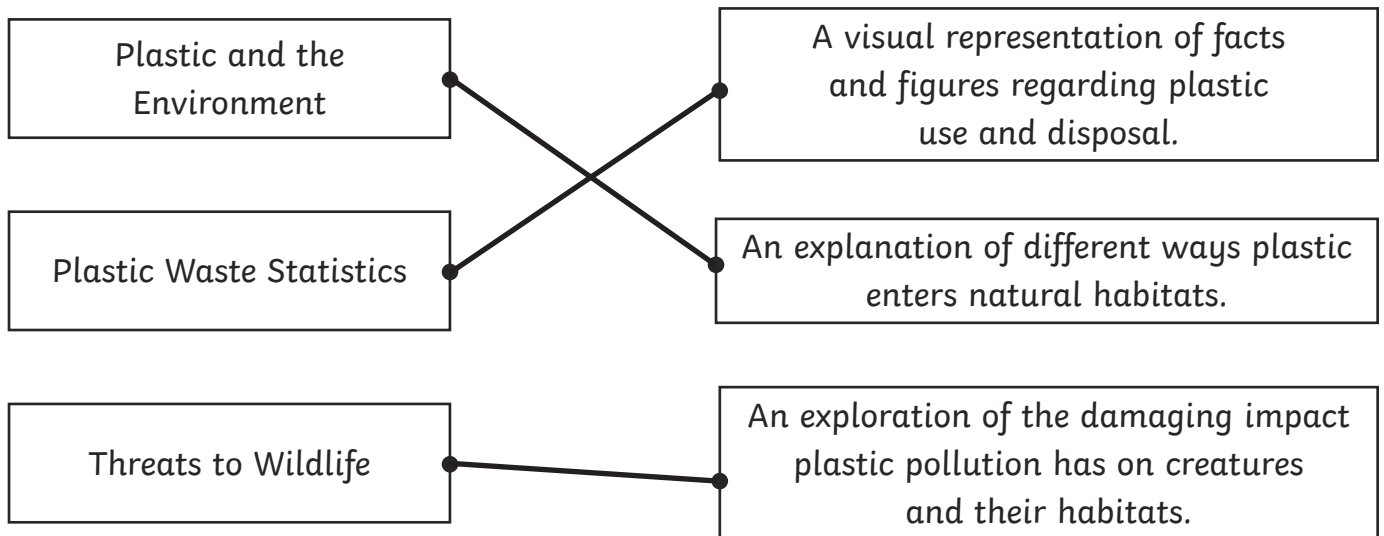 Plastic and the
Environment
A visual representation of facts
and figures regarding plastic
use and disposal.
Plastic Waste Statistics
An explanation of different ways plastic
enters natural habitats.
Threats to Wildlife
An exploration of the damaging impact
plastic pollution has on creatures
and their habitats.